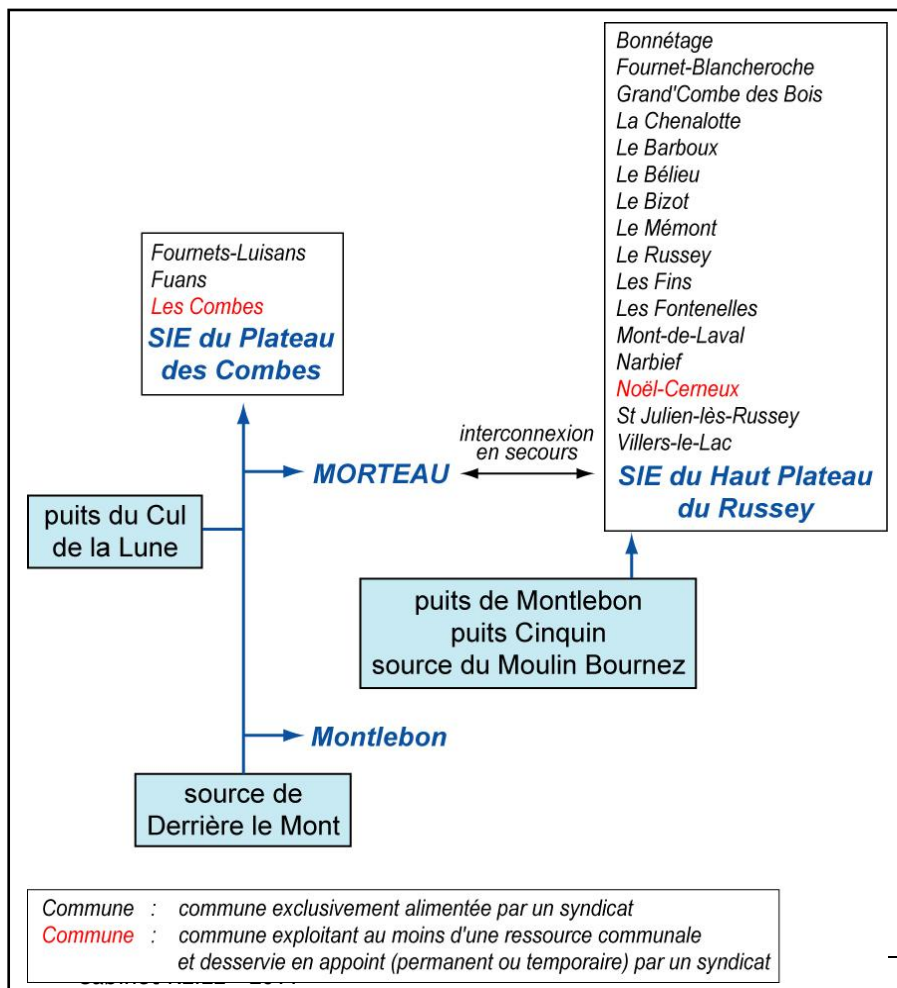 Bonnétage
Fournet-Blancheroche
Grand'Combe des Bois
La Chenalotte
Le Barboux
Le Bélieu
Le Bizot
Le Mémont
Le Russey
Les Fins
Les Fontenelles
Mont-de-Laval
Narbief
Noël-Cerneux
St Julien-lès-Russey
Villers-le-Lac
SIE du Haut Plateau
du Russey
Fournets-Luisans
Fuans
Les Combes
SIE du Plateau
des Combes
interconnexion
en secours
MORTEAU
puits du Cul
de la Lune
puits de Montlebon
puits Cinquin
source du Moulin Bournez
Montlebon
source de
Derrière le Mont
Commune : commune exclusivement alimentée par un syndicat
Commune : commune exploitant au moins d'une ressource communale
et desservie en appoint (permanent ou temporaire) par un syndicat